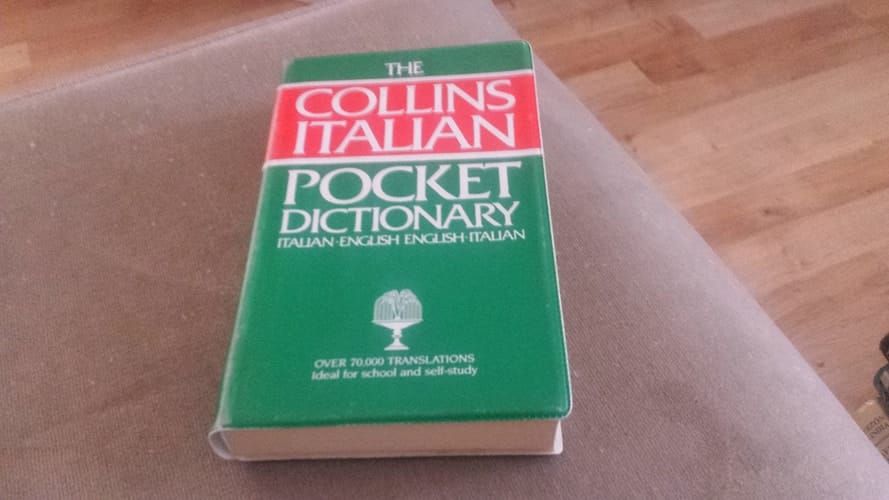 THE
COLLINS
ITALIAN
POCKET
DICTIONARY
ITALIAN·ENGLISH ENGLISH·ITALIAN
OVER 70,000 TRANSLATIONS
Ideal for school and self-study